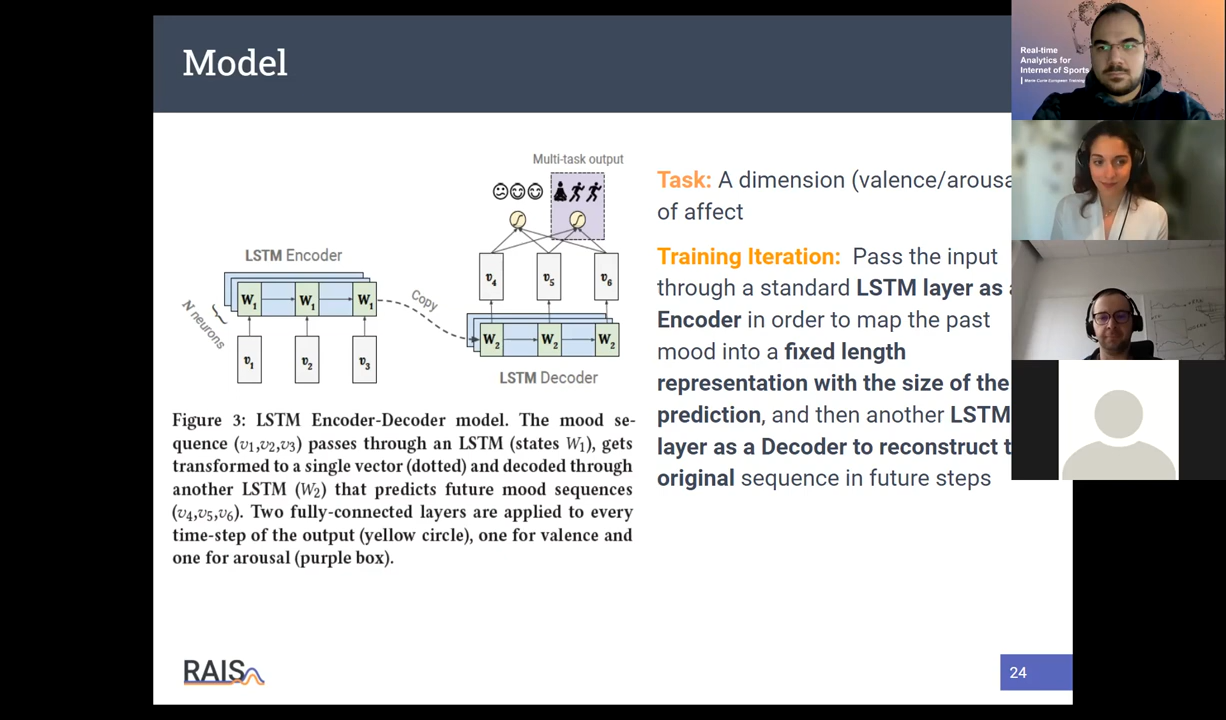 Model
Multi-task output
LSTM Encoder
N neurons
W1 W1 W1
v1 v2 v3
Copy
v4 v5 v6
W2 W2 W2
LSTM Decoder
Figure 3: LSTM Encoder-Decoder model. The mood se-
quence (v1,v2,v3) passes through an LSTM (states W1), gets
transformed to a single vector (dotted) and decoded through
another LSTM (W2) that predicts future mood sequences
(v4,v5,v6). Two fully-connected layers are applied to every
time-step of the output (yellow circle), one for valence and
one for arousal (purple box).
Task: A dimension (valence/arousa
of affect
Training Iteration: Pass the input
through a standard LSTM layer as
Encoder in order to map the past
mood into a fixed length
representation with the size of the
prediction, and then another LSTM
layer as a Decoder to reconstruct t
original sequence in future steps
RAIS
24
Real-time
Analytics for
Internet of Sports
Marie Curie European Training